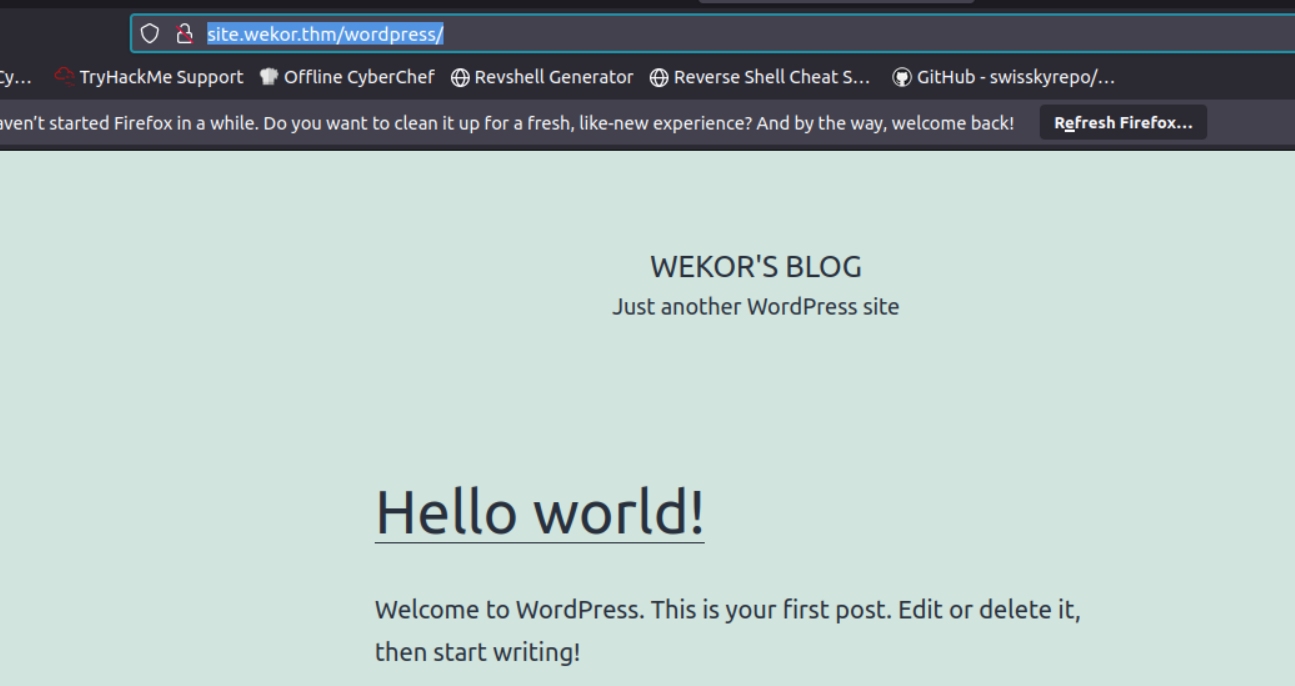 site.wekor.thm/wordpress/
Cy... TryHackMe Support Offline CyberChef Revshell Generator Reverse Shell Cheat S... GitHub - swisskyrepo/...
aven't started Firefox in a while. Do you want to clean it up for a fresh, like-new experience? And by the way, welcome back! Refresh Firefox...
WEKOR'S BLOG
Just another WordPress site
Hello world!
Welcome to WordPress. This is your first post. Edit or delete it,
then start writing!